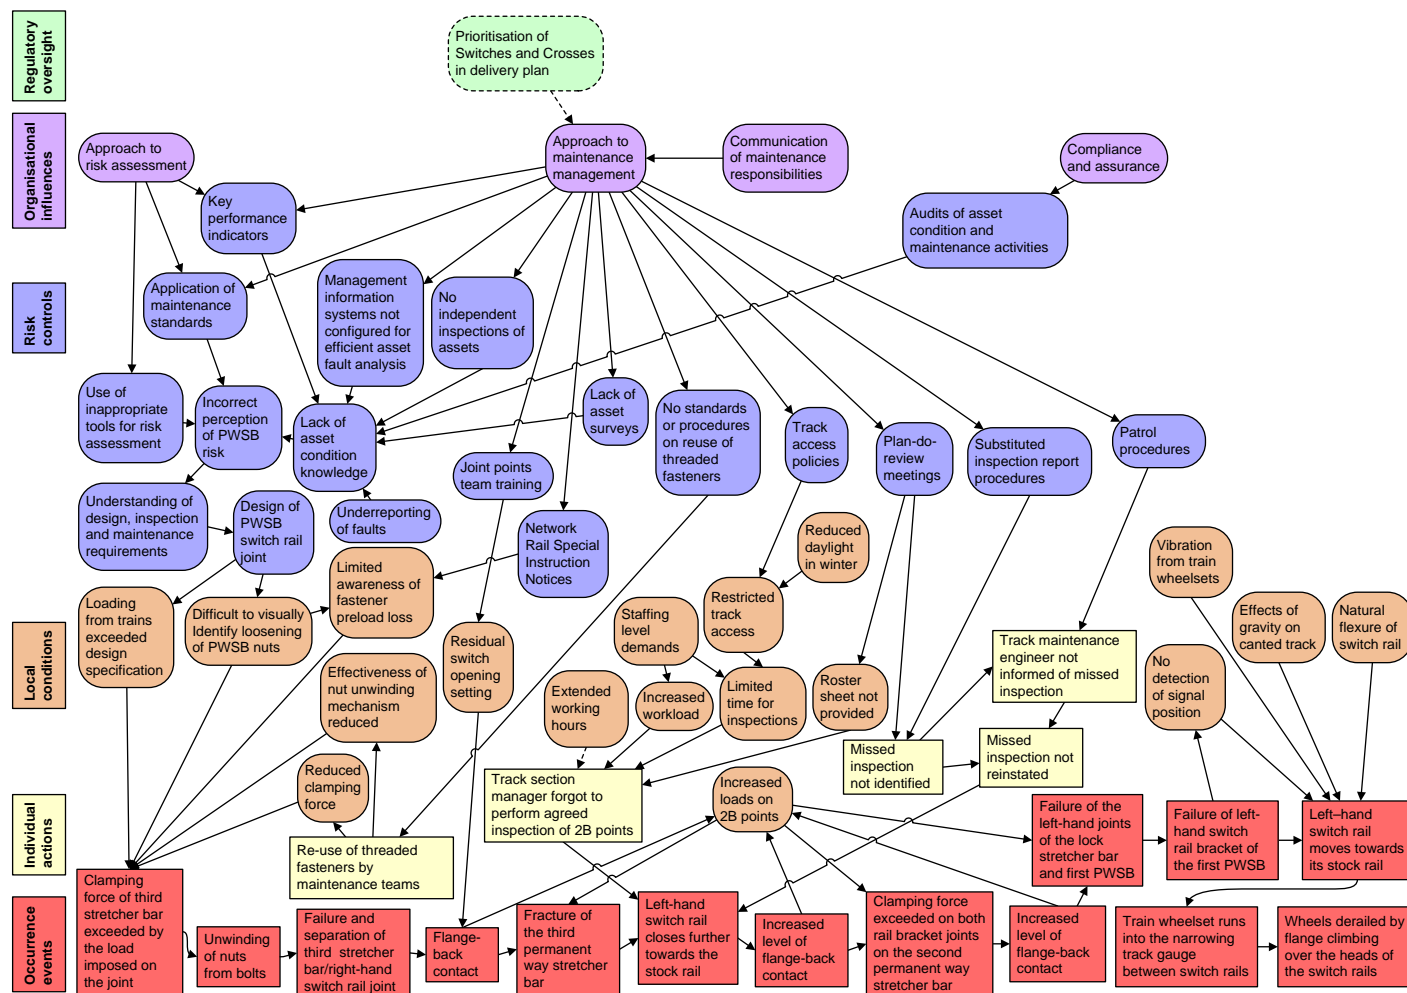 Regulatory
oversight
Prioritisation of
Switches and Crosses
in delivery plan
Organisational
influences
Approach to
risk assessment
Approach to
maintenance
management
Communication
of maintenance
responsibilities
Compliance
and assurance
Key
performance
indicators
Audits of asset
condition and
maintenance activities
Risk
controls
Application of
maintenance
standards
Management
information
systems not
configured for
efficient asset
fault analysis
No
independent
inspections of
assets
Use of
inappropriate
tools for risk
assessment
Incorrect
perception
of PWSB
risk
Lack of
asset
condition
knowledge
Lack of
asset
surveys
No standards
or procedures
on reuse of
threaded
fasteners
Track
access
policies
Plan-do-
review
meetings
Substituted
inspection report
procedures
Patrol
procedures
Joint points
team training
Understanding of
design, inspection
and maintenance
requirements
Design of
PWSB
switch rail
joint
Underreporting
of faults
Network
Rail Special
Instruction
Notices
Local
conditions
Reduced
daylight
in winter
Vibration
from train
wheelsets
Limited
awareness of
fastener
preload loss
Loading
from trains
exceeded
design
specification
Difficult to visually
Identify loosening
of PWSB nuts
Restricted
track
access
Staffing
level
demands
Effects of
gravity on
canted track
Natural
flexure of
switch rail
Residual
switch
opening
setting
Effectiveness of
nut unwinding
mechanism
reduced
Track maintenance
engineer not
informed of missed
inspection
No
detection
of signal
position
Extended
working
hours
Increased
workload
Limited
time for
inspections
Roster
sheet not
provided
Missed
inspection
not identified
Missed
inspection not
reinstated
Individual
actions
Reduced
clamping
force
Track section
manager forgot to
perform agreed
inspection of 2B points
Increased
loads on
2B points
Re-use of threaded
fasteners by
maintenance teams
Failure of the
left-hand joints
of the lock
stretcher bar
and first PWSB
Failure of left-
hand switch
rail bracket
of the first PWSB
Left–hand
switch rail
moves towards
its stock rail
Occurrence
events
Clamping
force of third
stretcher bar
exceeded by
the load
imposed on
the joint
Unwinding
of nuts
from bolts
Failure and
separation of
third stretcher
bar/right-hand
switch rail joint
Flange-
back
contact
Fracture of
the third
permanent
way stretcher
bar
Left-hand
switch rail
closes further
towards the
stock rail
Increased
level of
flange-back
contact
Clamping force
exceeded on both
rail bracket joints
on the second
permanent way
stretcher bar
Increased
level of
flange-back
contact
Train wheelset runs
into the narrowing
track gauge
between switch rails
Wheels derailed by
flange climbing
over the heads of
the switch rails